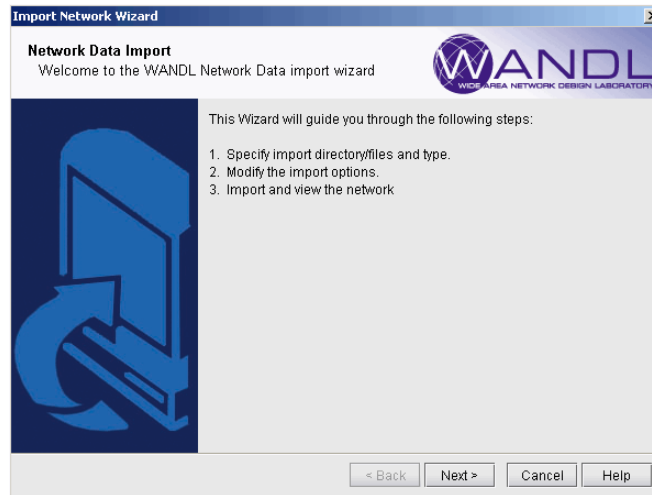 Import Network Wizard
Network Data Import
Welcome to the WANDL Network Data import wizard
WANDL
WIDE AREA NETWORK DESIGN LABORATORY
This Wizard will guide you through the following steps:
1. Specify import directory/files and type.
2. Modify the import options.
3. Import and view the network
< Back Next > Cancel Help